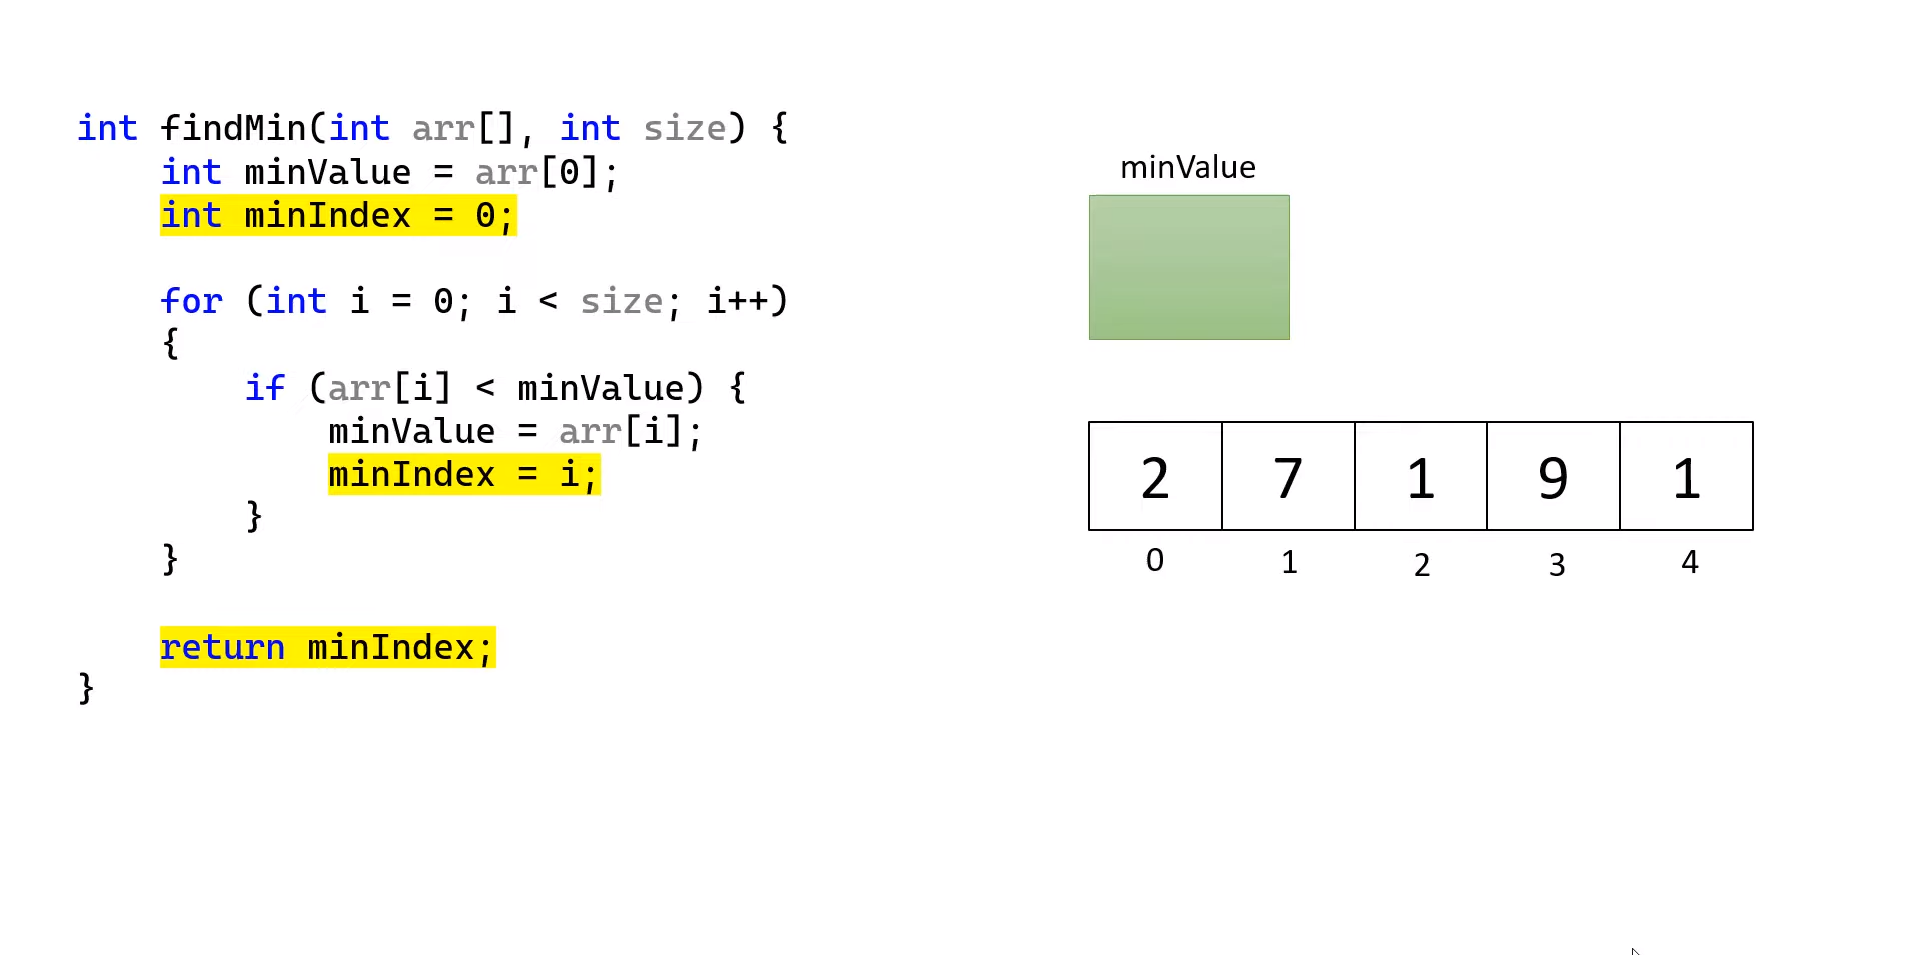 int findMin(int arr[], int size) {
    int minValue = arr[0];
    int minIndex = 0;
    for (int i = 0; i < size; i++)
    {
        if (arr[i] < minValue) {
            minValue = arr[i];
            minIndex = i;
        }
    }
    return minIndex;
}
minValue
2 7 1 9 1
0 1 2 3 4